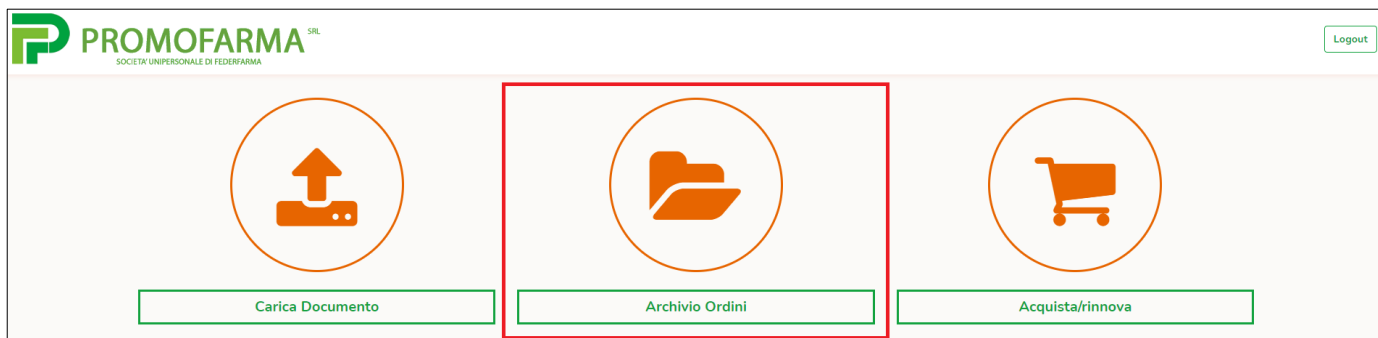 PROMOFARMA SRL
SOCIETA' UNIPERSONALE DI FEDERFARMA
Logout
Carica Documento
Archivio Ordini
Acquista/rinnova